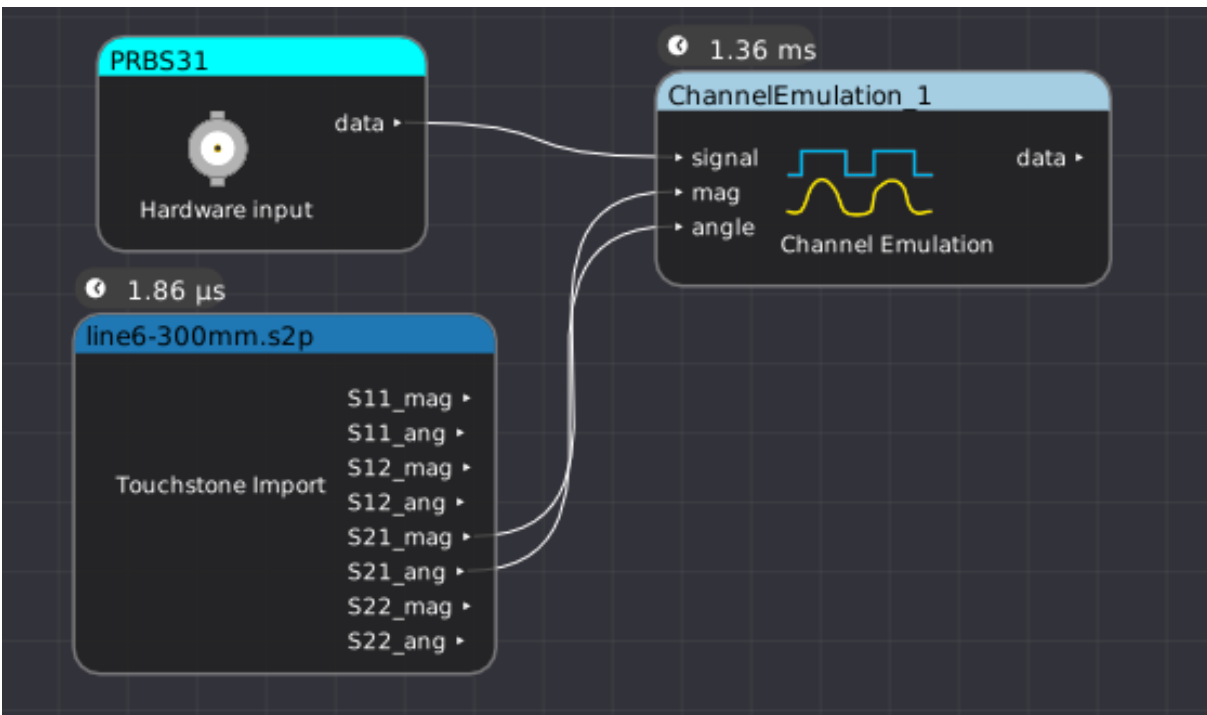 PRBS31
data
Hardware input
1.36 ms
ChannelEmulation_1
signal
mag
angle
data
Channel Emulation
1.86 µs
line6-300mm.s2p
S11_mag
S11_ang
S12_mag
Touchstone Import
S12_ang
S21_mag
S21_ang
S22_mag
S22_ang